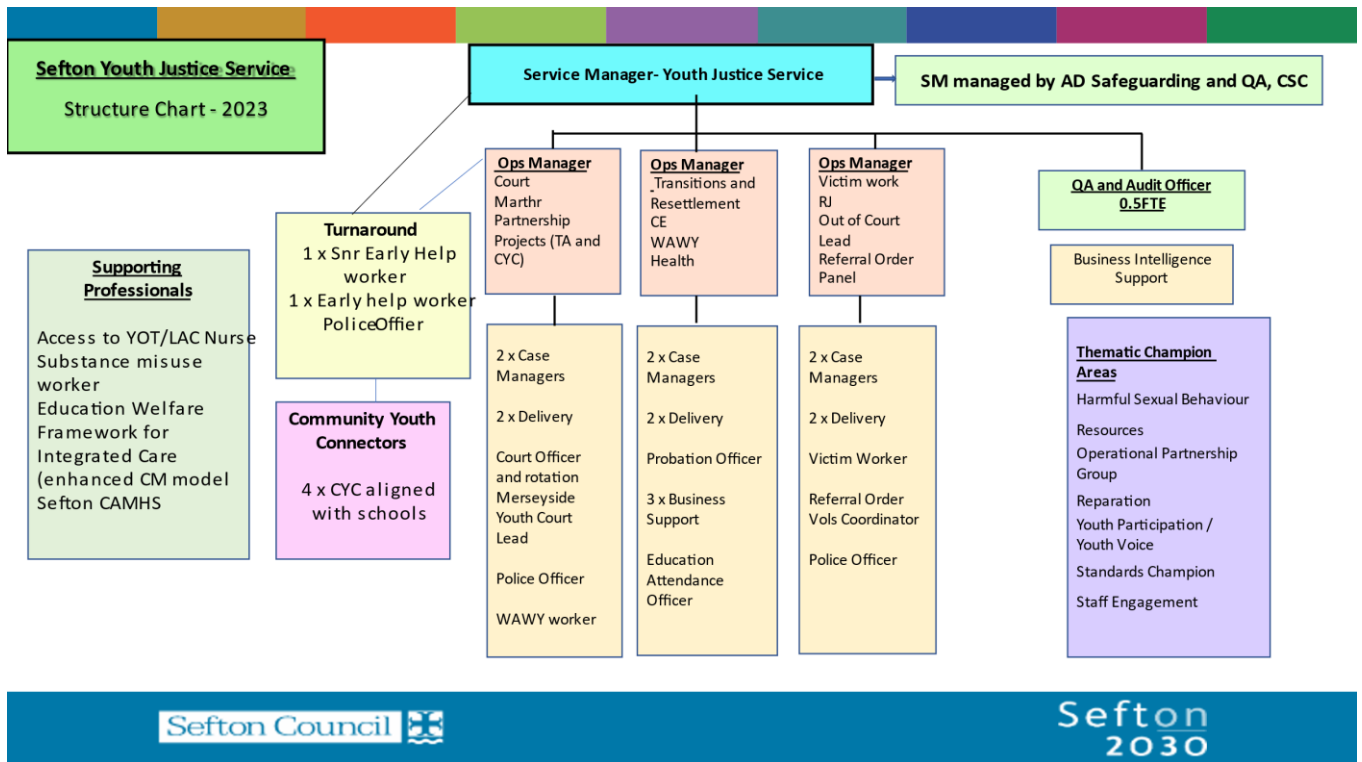 Sefton Youth Justice Service
Structure Chart - 2023
Service Manager- Youth Justice Service
SM managed by AD Safeguarding and QA, CSC
Supporting
Professionals
Access to YOT/LAC Nurse
Substance misuse
worker
Education Welfare
Framework for
Integrated Care
(enhanced CM model
Sefton CAMHS
Turnaround
1 x Snr Early Help
worker
1 x Early help worker
PoliceOffier
Community Youth
Connectors
4 x CYC aligned
with schools
Ops Manager
Court
Marthr
Partnership
Projects (TA and
CYC)
2 x Case
Managers
2 x Delivery
Court Officer
and rotation
Merseyside
Youth Court
Lead
Police Officer
WAWY worker
Ops Manager
Transitions and
Resettlement
CE
WAWY
Health
2 x Case
Managers
2 x Delivery
Probation Officer
3 x Business
Support
Education
Attendance
Officer
Ops Manager
Victim work
RJ
Out of Court
Lead
Referral Order
Panel
2 x Case
Managers
2 x Delivery
Victim Worker
Referral Order
Vols Coordinator
Police Officer
QA and Audit Officer
0.5FTE
Business Intelligence
Support
Thematic Champion
Areas
Harmful Sexual Behaviour
Resources
Operational Partnership
Group
Reparation
Youth Participation /
Youth Voice
Standards Champion
Staff Engagement
Sefton Council
Sefton
2030